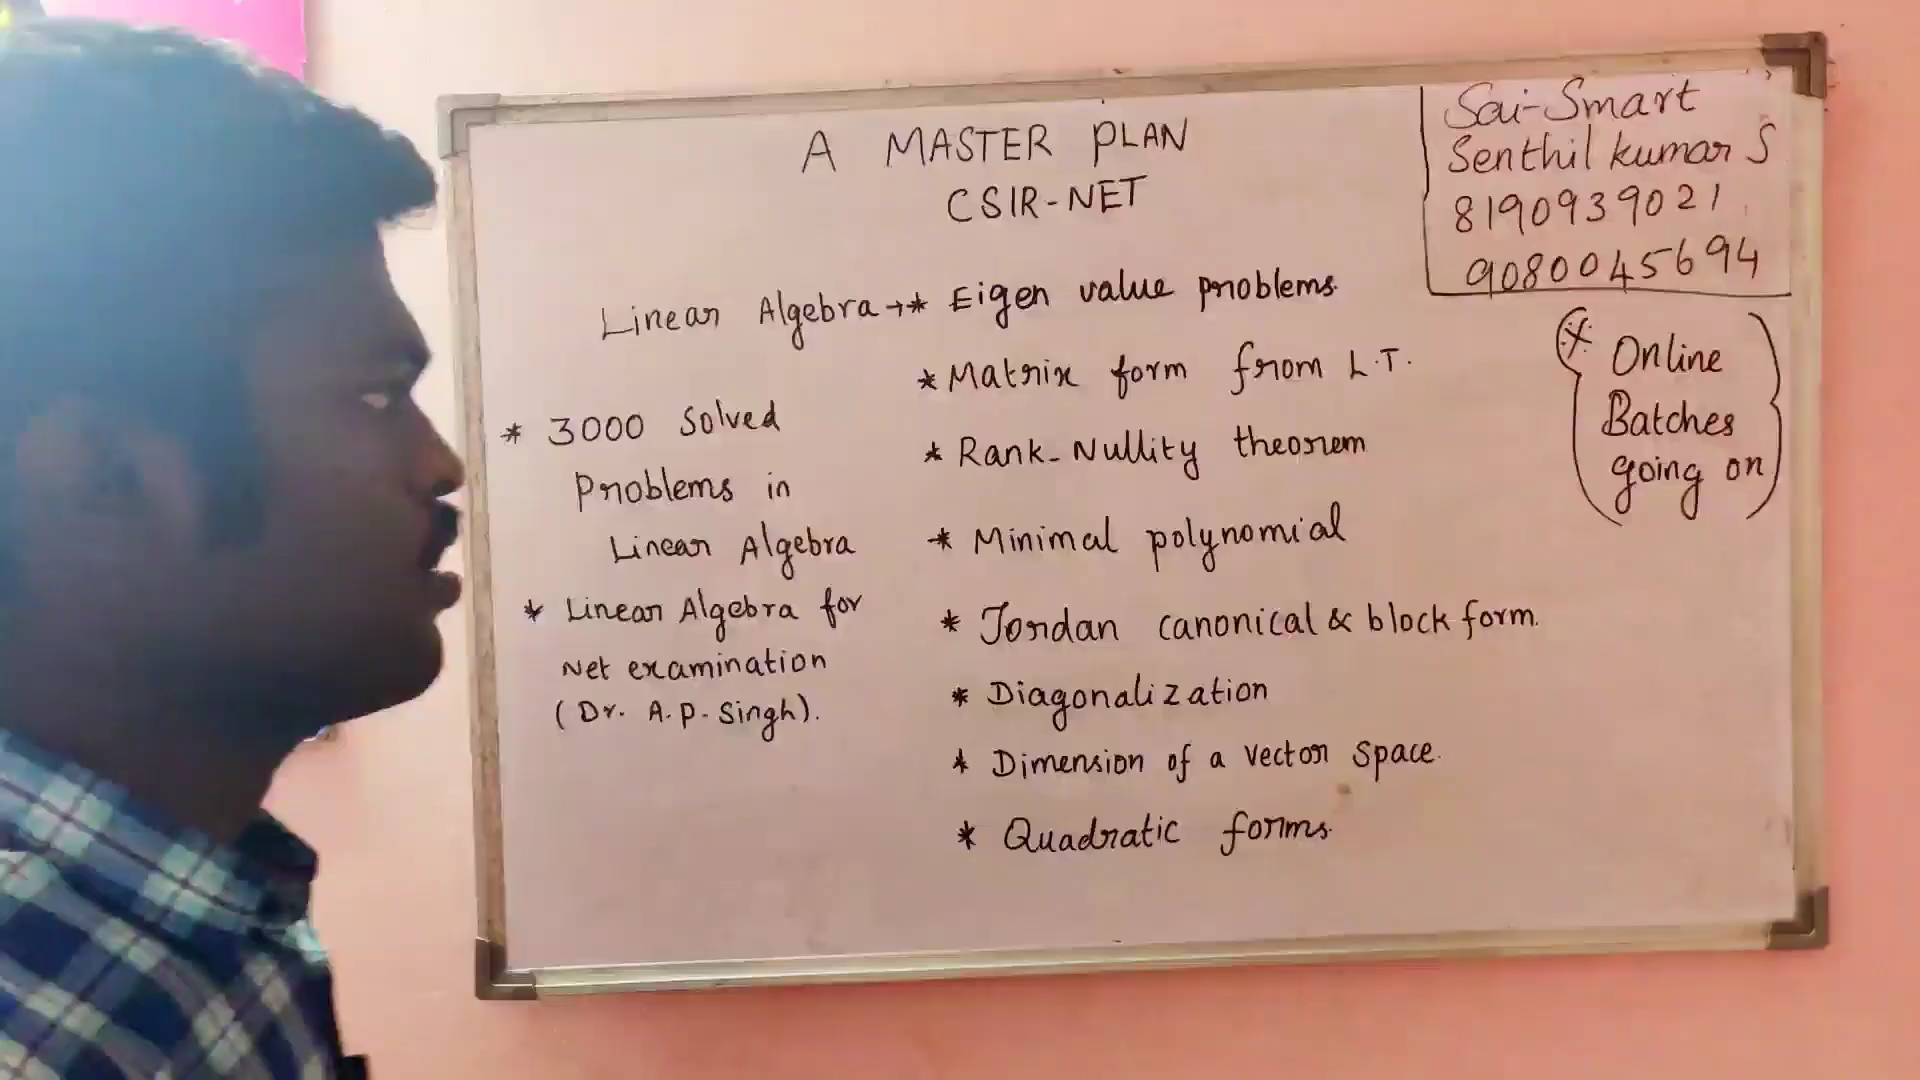 A MASTER PLAN
CSIR-NET
Sai-Smart
Senthil kumar S
8190939021
9080045694
Linear Algebra →* Eigen value problems.
* Matrix form from L.T.
* Rank-Nullity theorem
* Minimal polynomial
* Jordan canonical & block form.
* Diagonalization
* Dimension of a vector space.
* Quadratic forms.
* 3000 Solved
Problems in
Linear Algebra
* Linear Algebra for
Net examination
(Dr. A.P. Singh).
* Online
Batches
going on